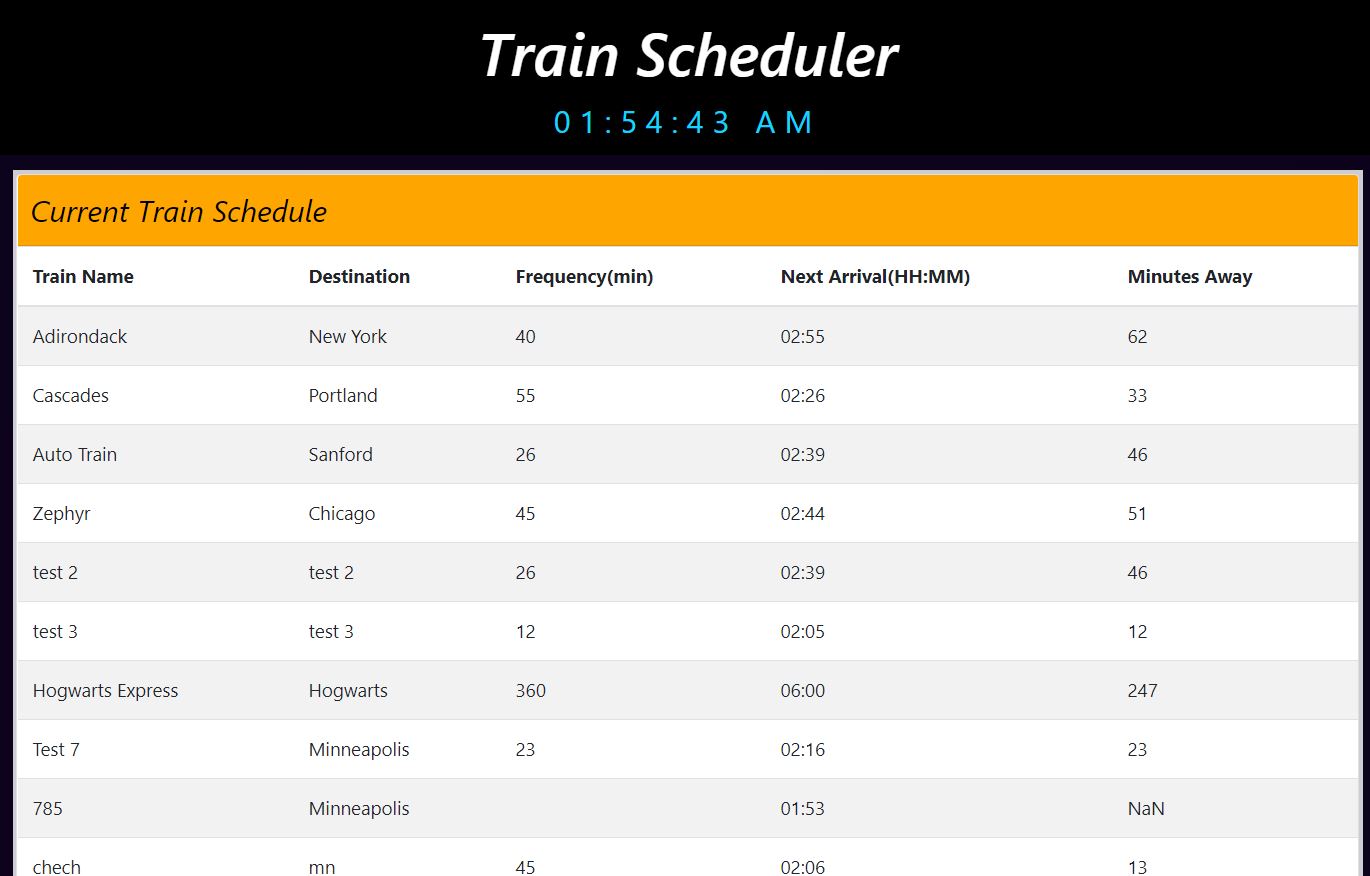 Train Scheduler
01:54:43 AM
Current Train Schedule
Train Name Destination Frequency(min) Next Arrival(HH:MM) Minutes Away
Adirondack New York 40 02:55 62
Cascades Portland 55 02:26 33
Auto Train Sanford 26 02:39 46
Zephyr Chicago 45 02:44 51
test 2 test 2 26 02:39 46
test 3 test 3 12 02:05 12
Hogwarts Express Hogwarts 360 06:00 247
Test 7 Minneapolis 23 02:16 23
785 Minneapolis 01:53 NaN
chech mn 45 02:06 13